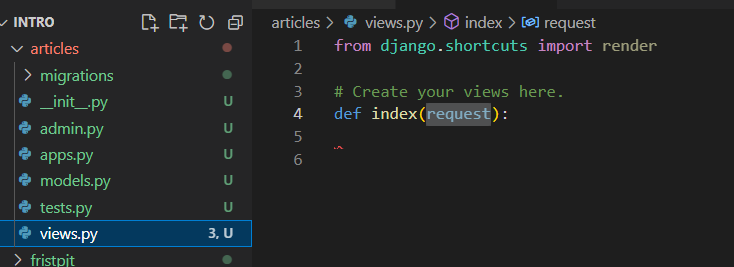 INTRO
articles
migrations
__init__.py U
admin.py U
apps.py U
models.py U
tests.py U
views.py 3, U
fristpjt
articles > views.py > index > request
1 from django.shortcuts import render
2
3 # Create your views here.
4 def index(request):
5
6